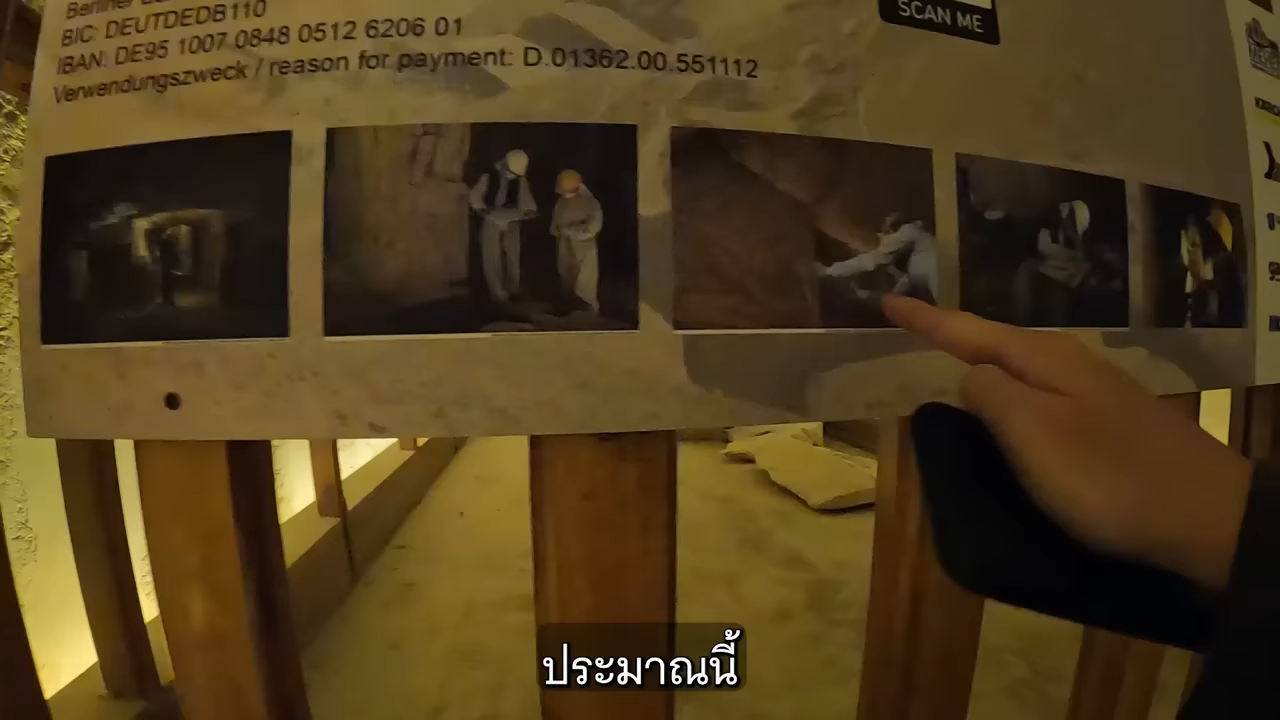 Berliner
BIC: DEUTDEDB110
IBAN: DE95 1007 0848 0512 6206 01
Verwendungszweck / reason for payment: D.01362.00.551112
SCAN ME
ประมาณนี้